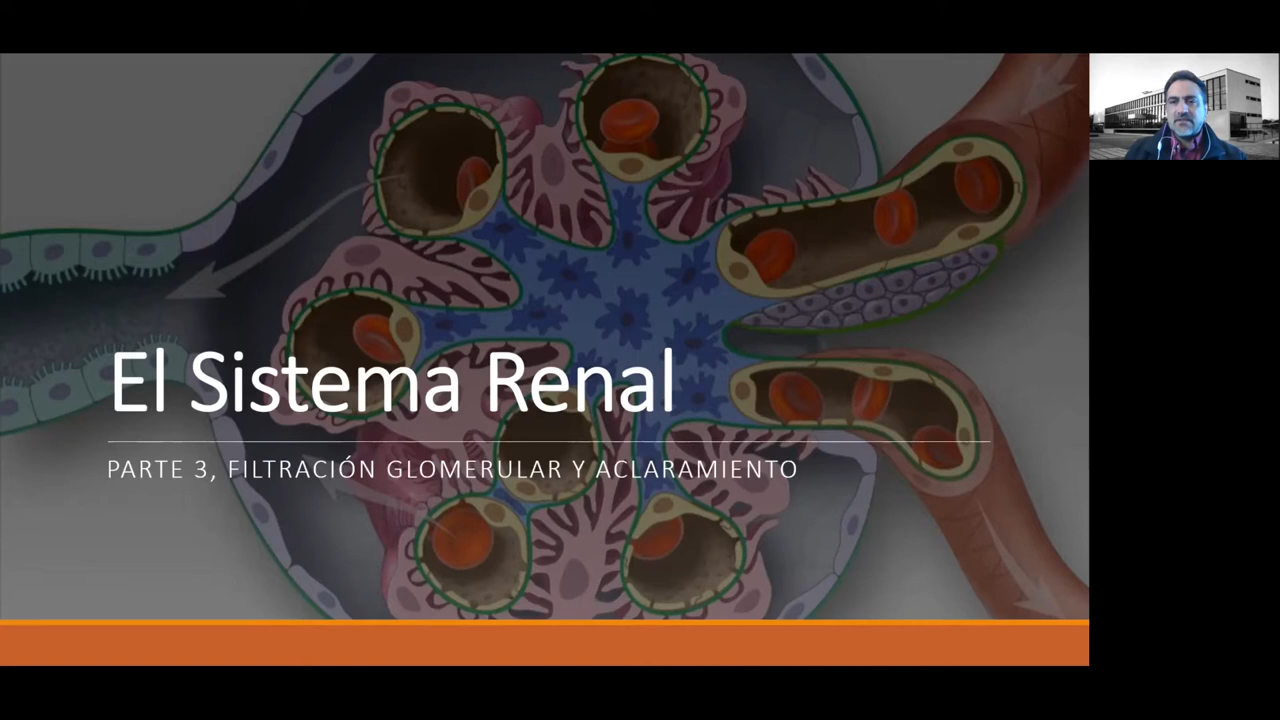 El Sistema Renal
PARTE 3, FILTRACIÓN GLOMERULAR Y ACLARAMIENTO